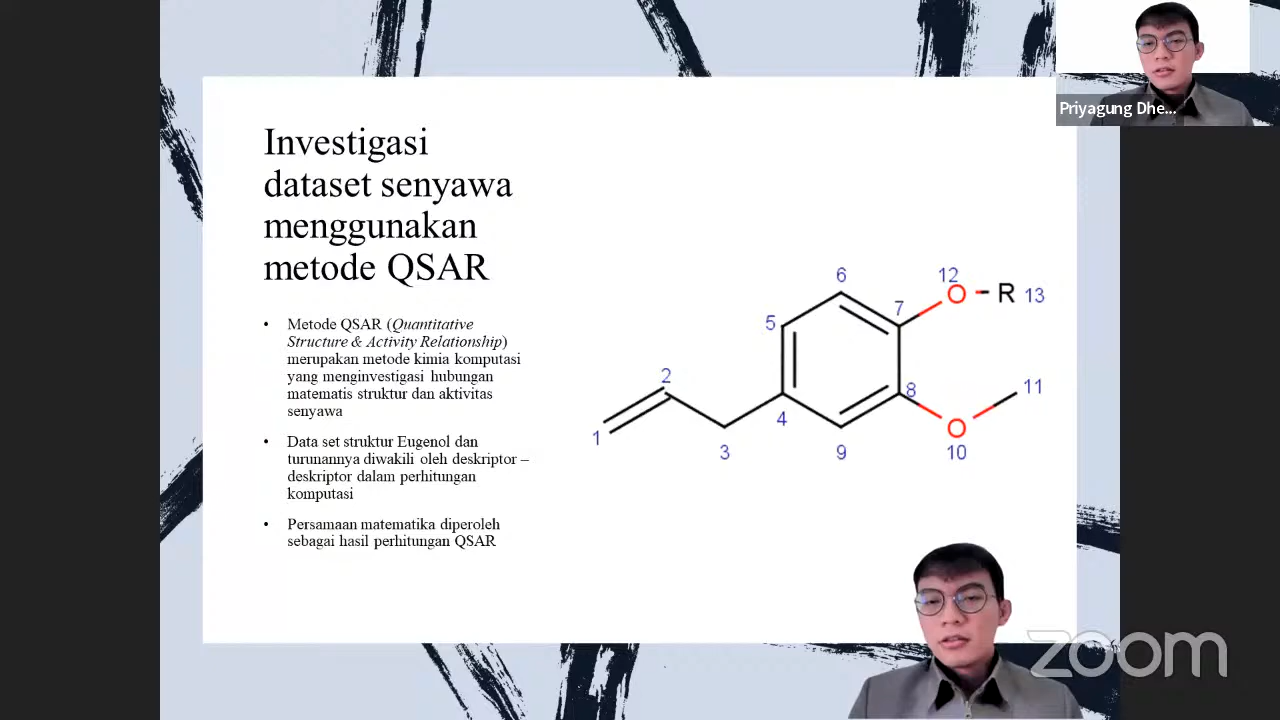 Investigasi
dataset senyawa
menggunakan
metode QSAR
• Metode QSAR (Quantitative
Structure & Activity Relationship)
merupakan metode kimia komputasi
yang menginvestigasi hubungan
matematis struktur dan aktivitas
senyawa
• Data set struktur Eugenol dan
turunannya diwakili oleh deskriptor –
deskriptor dalam perhitungan
komputasi
• Persamaan matematika diperoleh
sebagai hasil perhitungan QSAR
6
12
O
R
13
7
5
2
8
11
4
1
O
3
9
10
Priyagung Dhe...
zoom